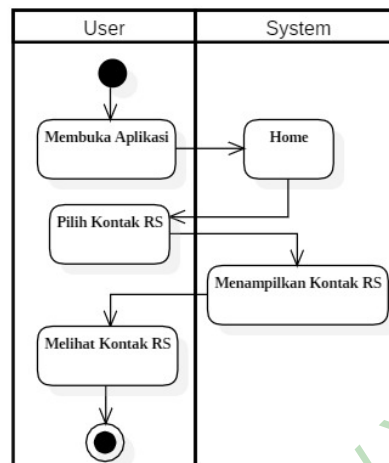 User
System
Membuka Aplikasi
Home
Pilih Kontak RS
Menampilkan Kontak RS
Melihat Kontak RS